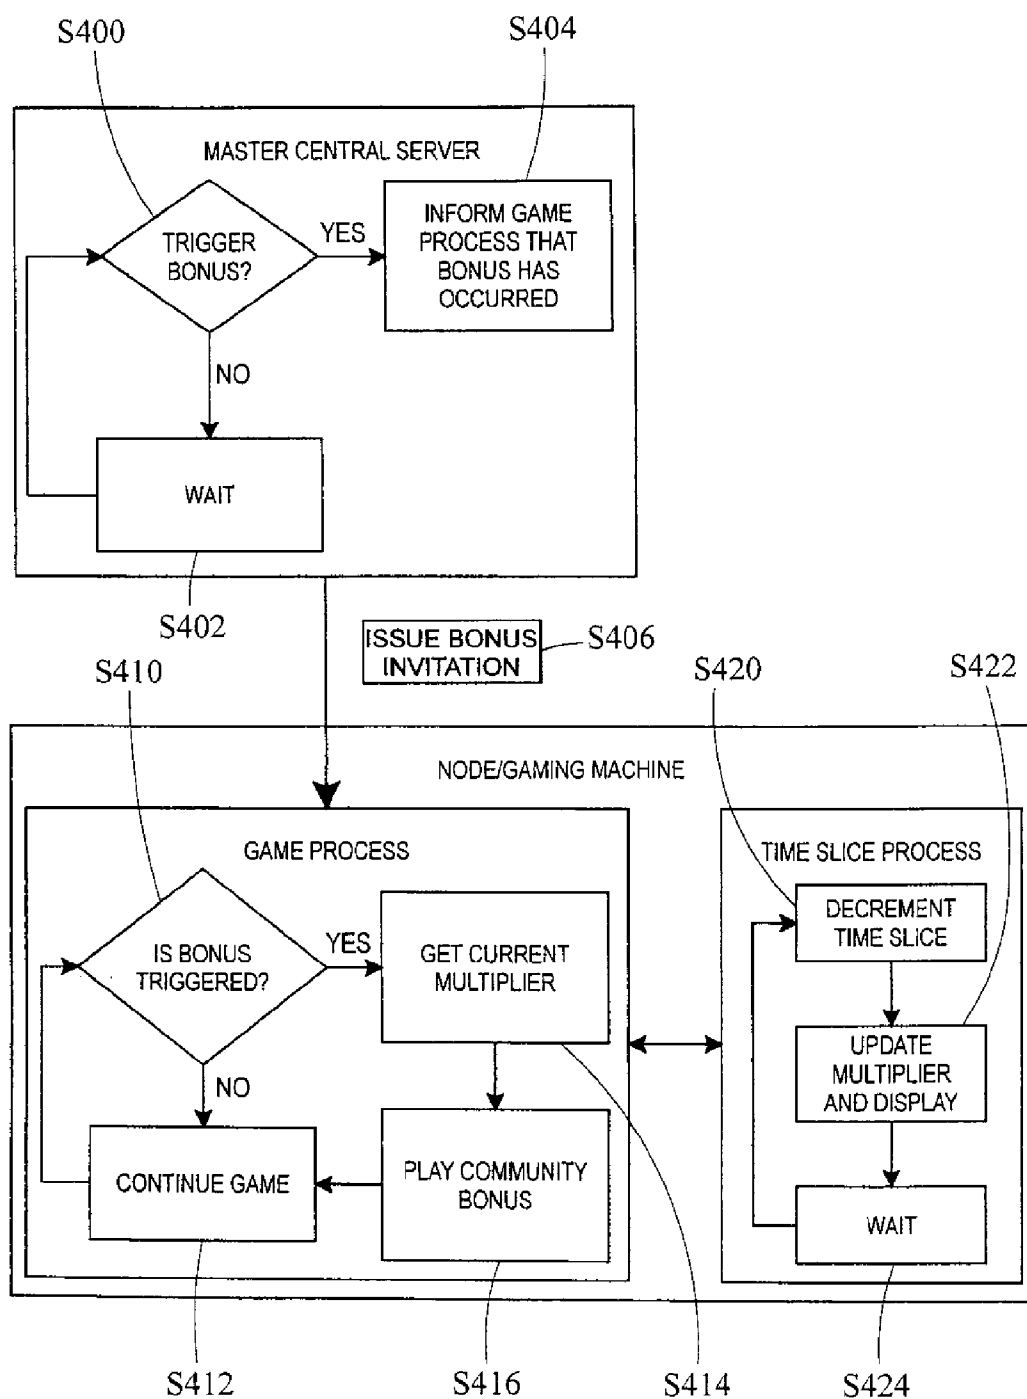 S400
S404
MASTER CENTRAL SERVER
TRIGGER
BONUS?
YES
INFORM GAME
PROCESS THAT
BONUS HAS
OCCURRED
NO
WAIT
S402
ISSUE BONUS
INVITATION
S406
S410
S420
S422
NODE/GAMING MACHINE
GAME PROCESS
IS BONUS
TRIGGERED?
YES
GET CURRENT
MULTIPLIER
NO
CONTINUE GAME
PLAY COMMUNITY
BONUS
TIME SLICE PROCESS
DECREMENT
TIME SLICE
UPDATE
MULTIPLIER
AND DISPLAY
WAIT
S412
S416
S414
S424